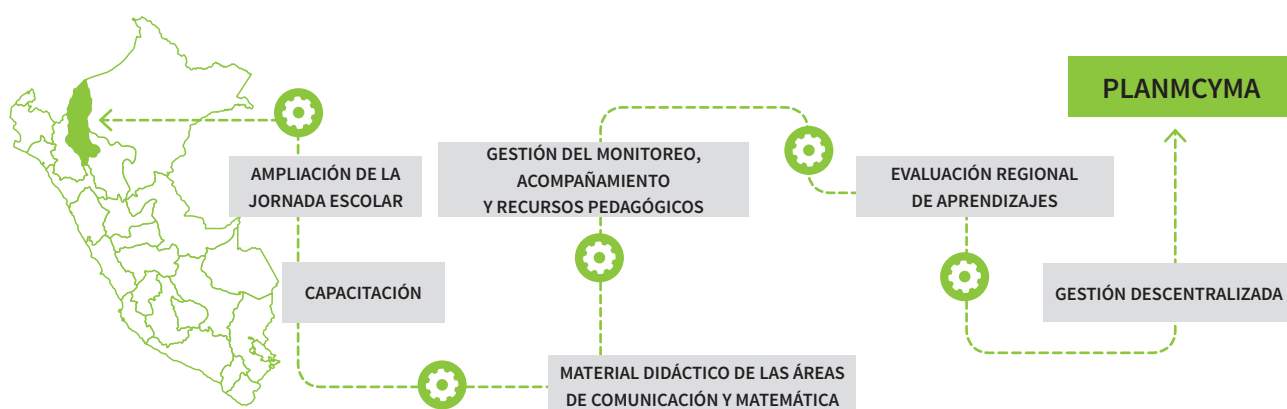 PLANMCYMA
AMPLIACIÓN DE LA
JORNADA ESCOLAR
GESTIÓN DEL MONITOREO,
ACOMPAÑAMIENTO
Y RECURSOS PEDAGÓGICOS
EVALUACIÓN REGIONAL
DE APRENDIZAJES
CAPACITACIÓN
GESTIÓN DESCENTRALIZADA
MATERIAL DIDÁCTICO DE LAS ÁREAS
DE COMUNICACIÓN Y MATEMÁTICA